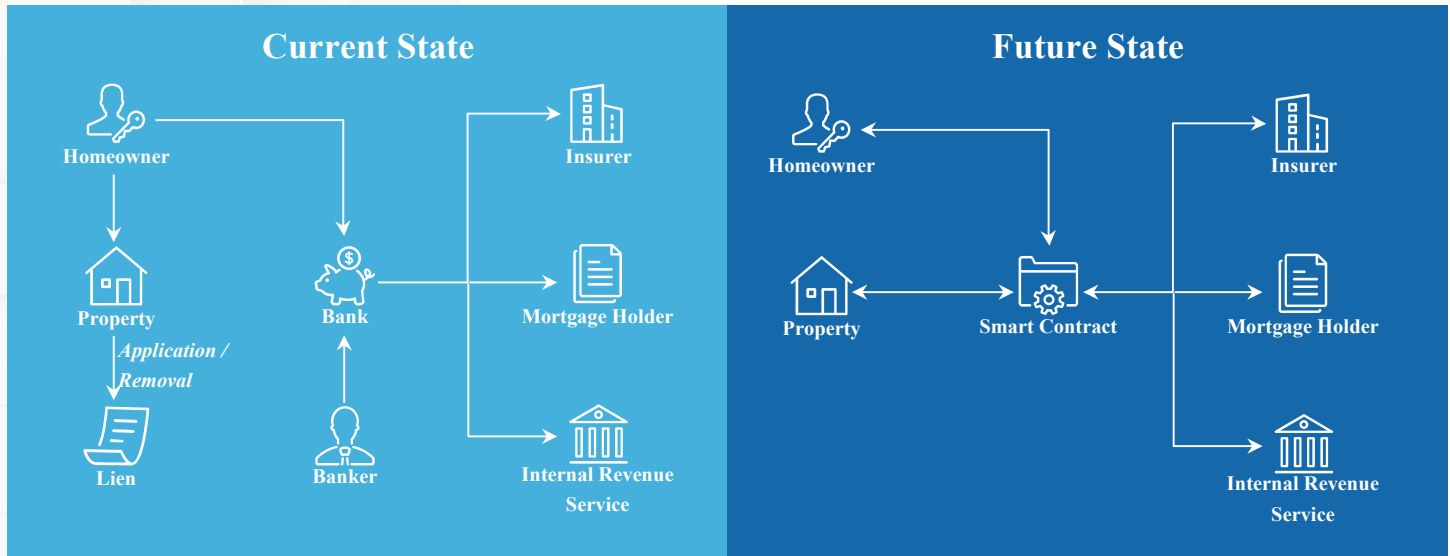 Current State
Homeowner
Insurer
Property
Bank
Mortgage Holder
Application /
Removal
$
Lien
Banker
Internal Revenue
Service
Future State
Homeowner
Insurer
Property
Smart Contract
Mortgage Holder
Internal Revenue
Service